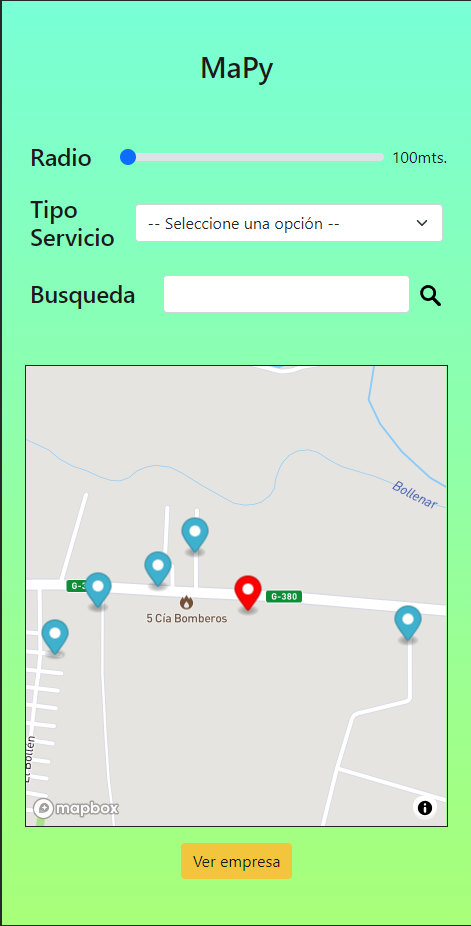 MaPy
Radio
100mts.
Tipo
Servicio
-- Seleccione una opción --
Busqueda
Bollenar
G-3
G-380
5 Cía Bomberos
El Bollén
mapbox
Ver empresa